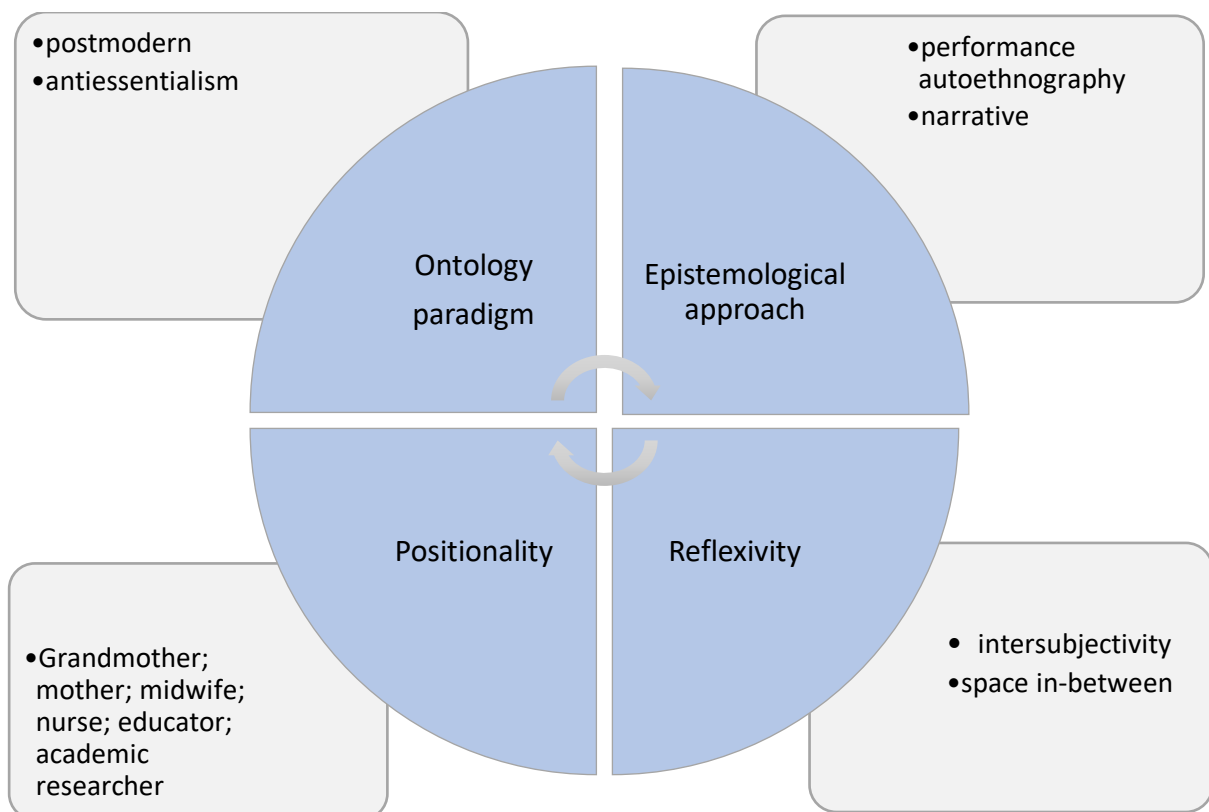 •postmodern
•antiessentialism
•performance
autoethnography
•narrative
Ontology
paradigm
Epistemological
approach
Positionality
Reflexivity
•Grandmother;
mother; midwife;
nurse; educator;
academic
researcher
• intersubjectivity
•space in-between